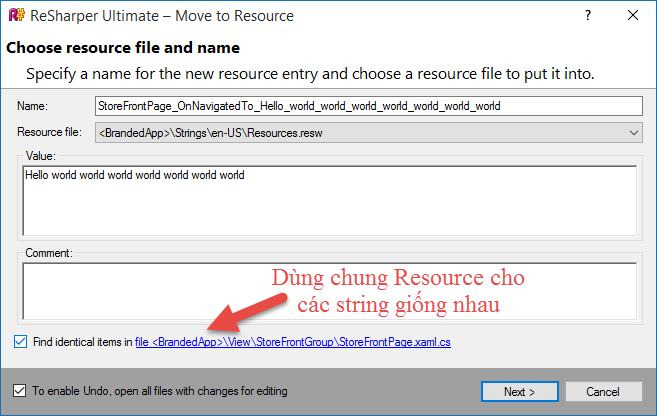 R# ReSharper Ultimate – Move to Resource
Choose resource file and name
Specify a name for the new resource entry and choose a resource file to put it into.
Name: StoreFrontPage_OnNavigatedTo_Hello_world_world_world_world_world_world_world
Resource file: <BrandedApp>\Strings\en-US\Resources.resw
Value:
Hello world world world world world world world
Comment:
Dùng chung Resource cho
các string giống nhau
Find identical items in file <BrandedApp>\View\StoreFrontGroup\StoreFrontPage.xaml.cs
To enable Undo, open all files with changes for editing
Next >
Cancel